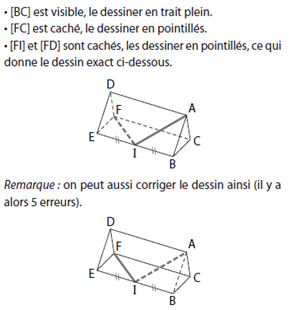 • [BC] est visible, le dessiner en trait plein.
• [FC] est caché, le dessiner en pointillés.
• [FI] et [FD] sont cachés, les dessiner en pointillés, ce qui
donne le dessin exact ci-dessous.
D
F
A
E
C
I
B
Remarque : on peut aussi corriger le dessin ainsi (il y a
alors 5 erreurs).
D
F
A
E
C
I
B